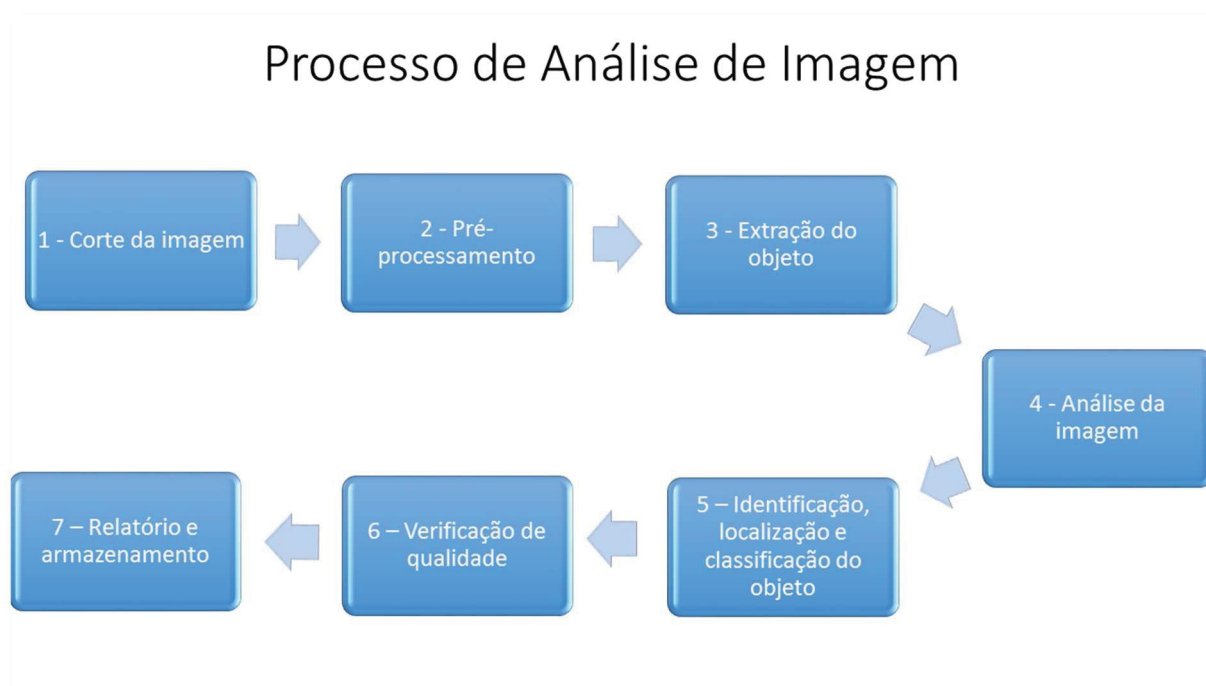 Processo de Análise de Imagem
1 - Corte da imagem
2 - Pré-
processamento
3 - Extração do
objeto
4 - Análise da
imagem
5 – Identificação,
localização e
classificação do
objeto
6 – Verificação de
qualidade
7 – Relatório e
armazenamento